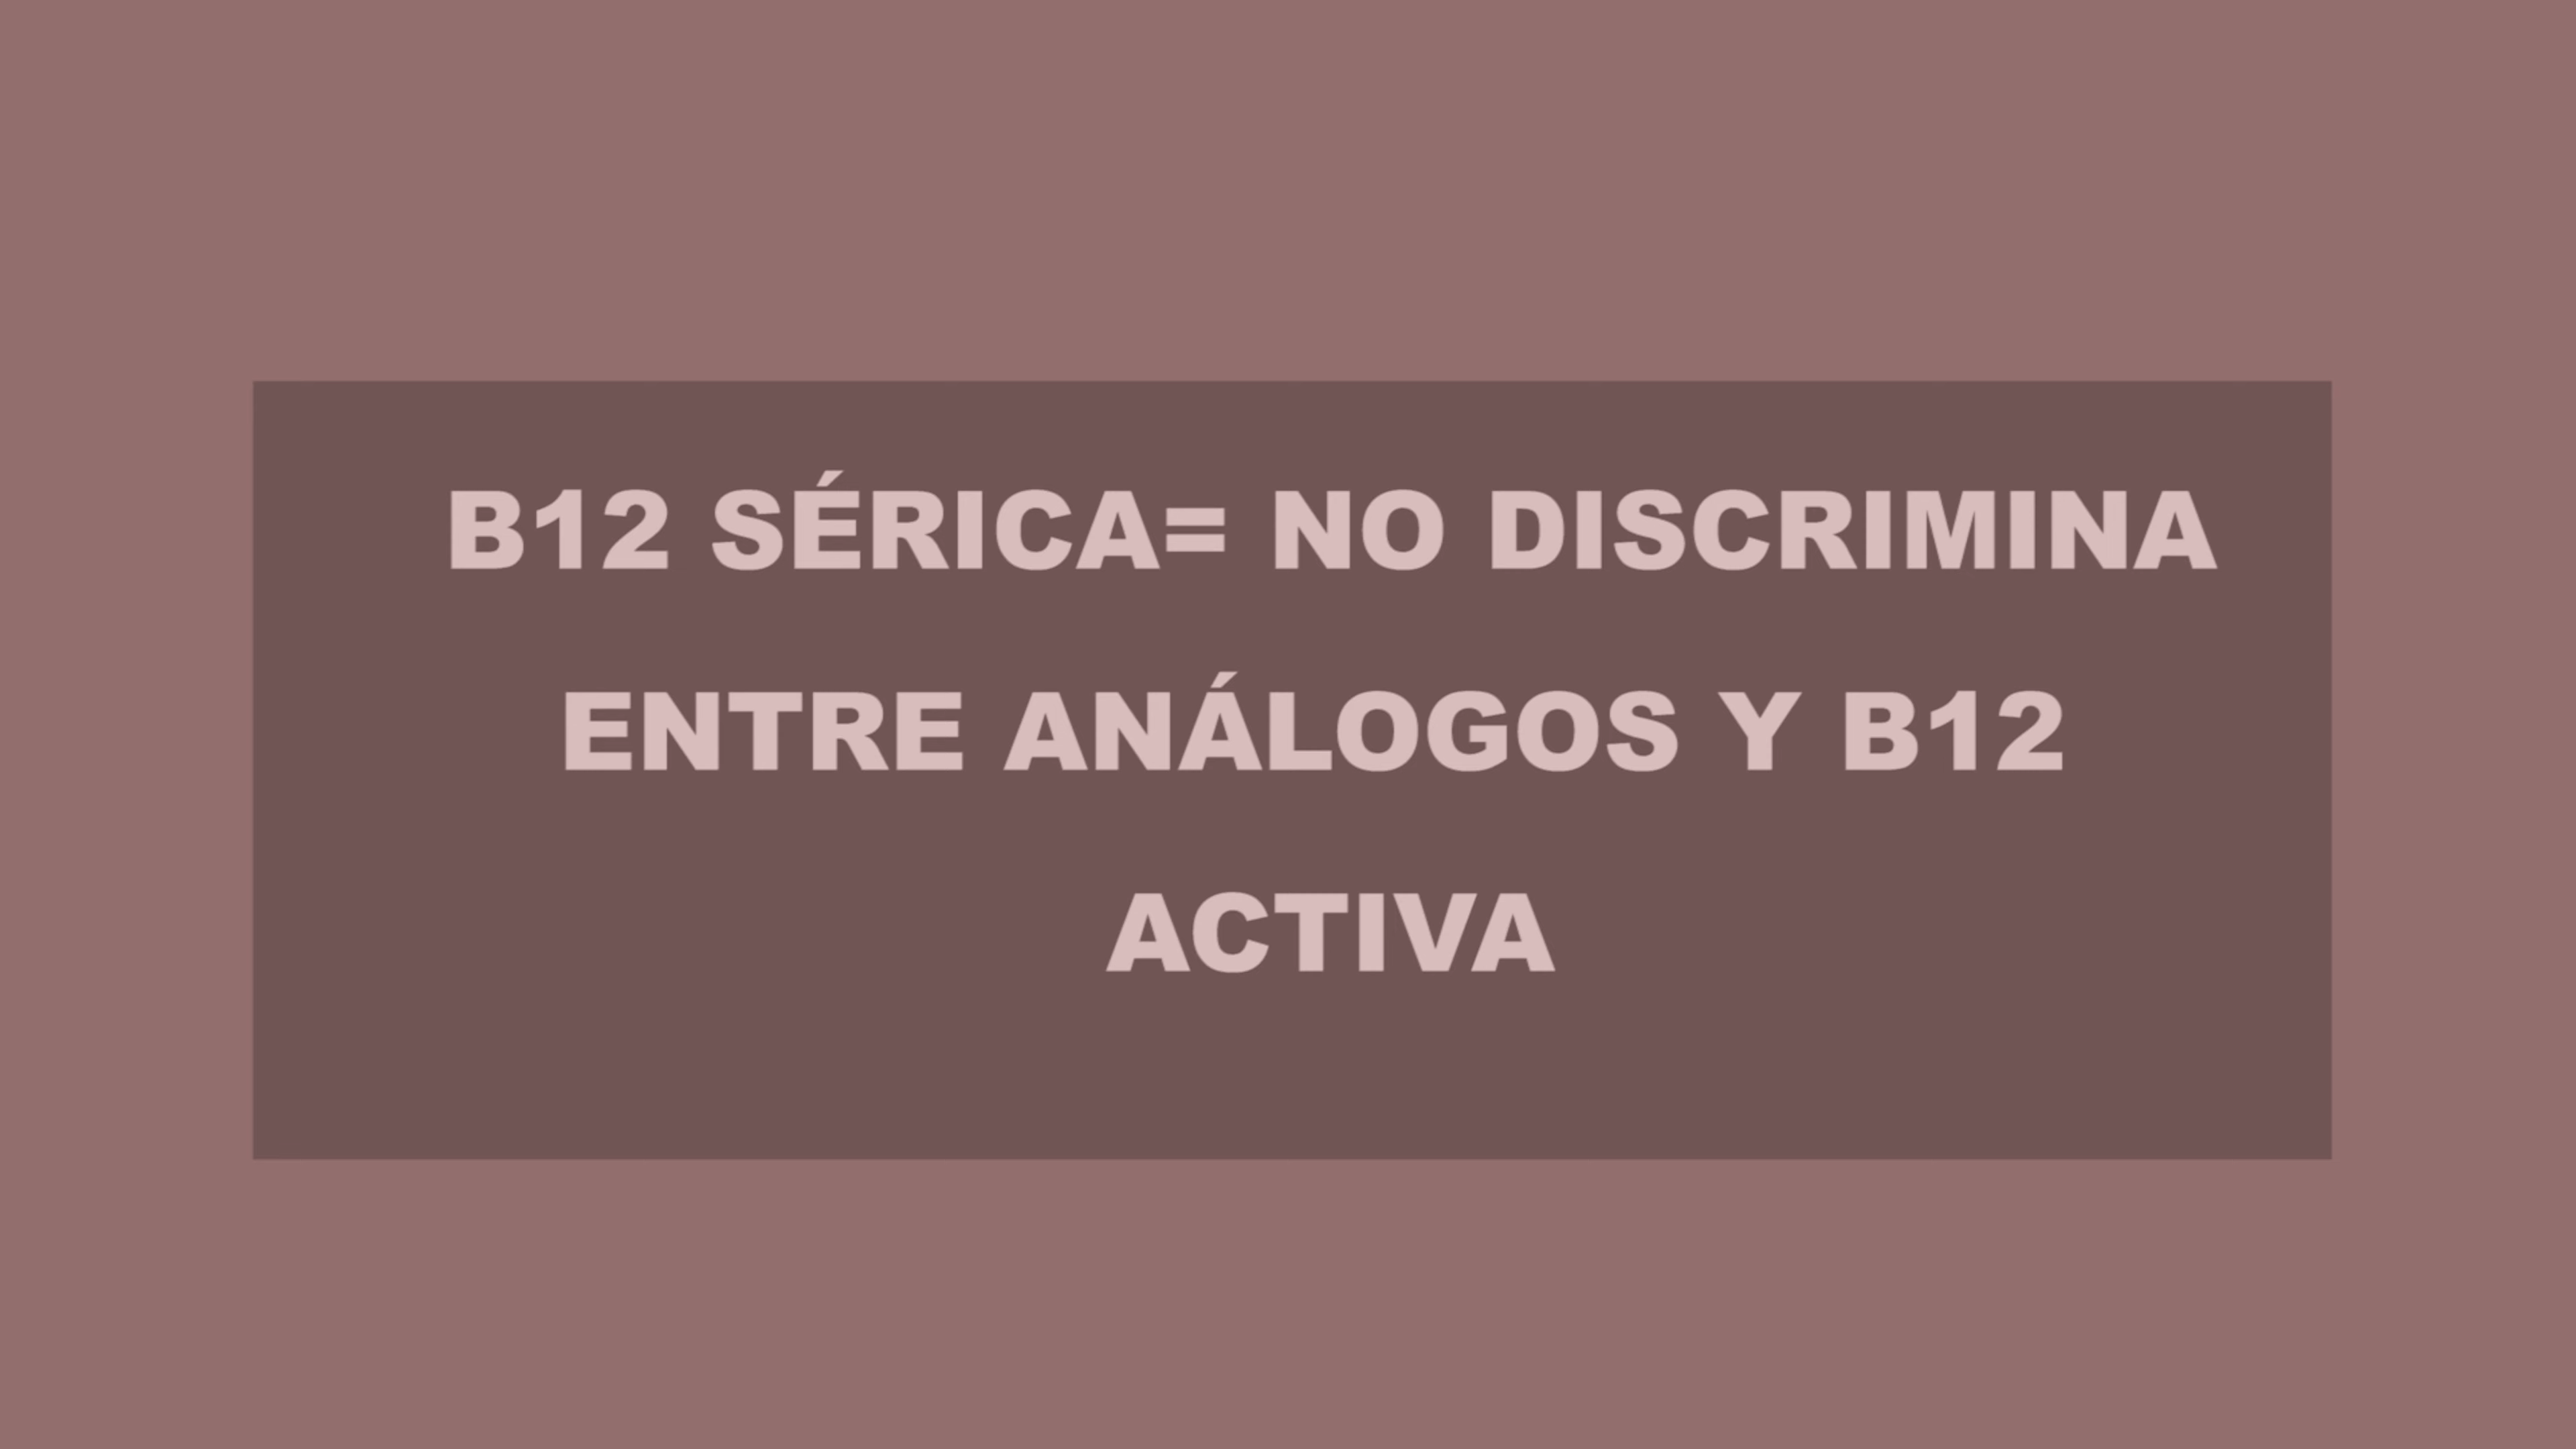 B12 SÉRICA= NO DISCRIMINA
ENTRE ANÁLOGOS Y B12
ACTIVA